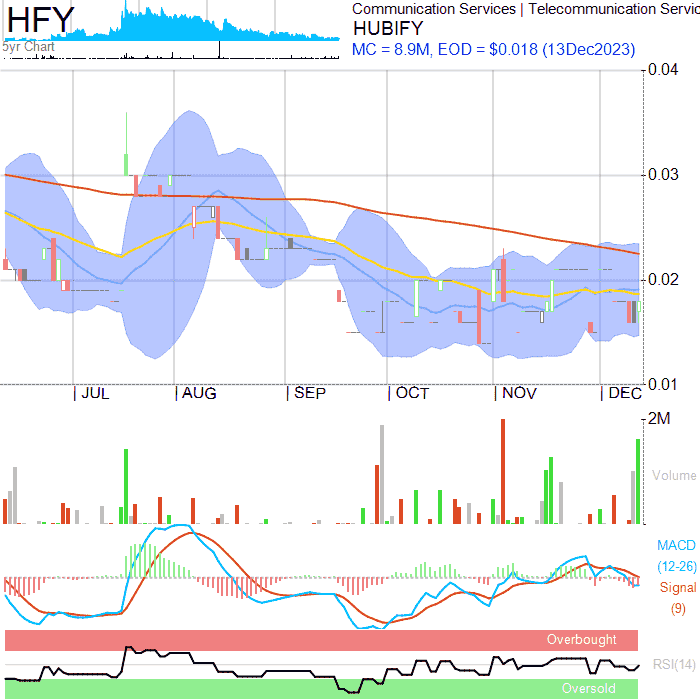 HFY
5yr Chart
Communication Services | Telecommunication Servic
HUBIFY
MC = 8.9M, EOD = $0.018 (13Dec2023)
0.04
0.03
0.02
0.01
| JUL | AUG | SEP | OCT | NOV | DEC
2M
Volume
MACD
(12-26)
Signal
(9)
Overbought
RSI(14)
Oversold